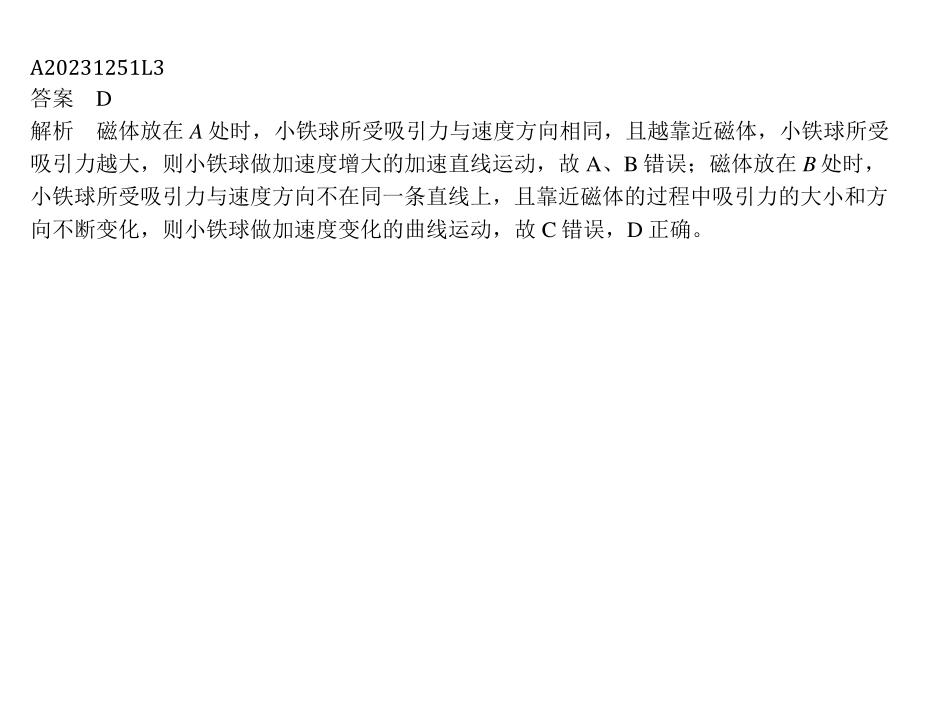 A20231251L3
答案　D
解析　磁体放在 A 处时，小铁球所受吸引力与速度方向相同，且越靠近磁体，小铁球所受
吸引力越大，则小铁球做加速度增大的加速直线运动，故 A、B 错误；磁体放在 B 处时，
小铁球所受吸引力与速度方向不在同一条直线上，且靠近磁体的过程中吸引力的大小和方
向不断变化，则小铁球做加速度变化的曲线运动，故 C 错误，D 正确。